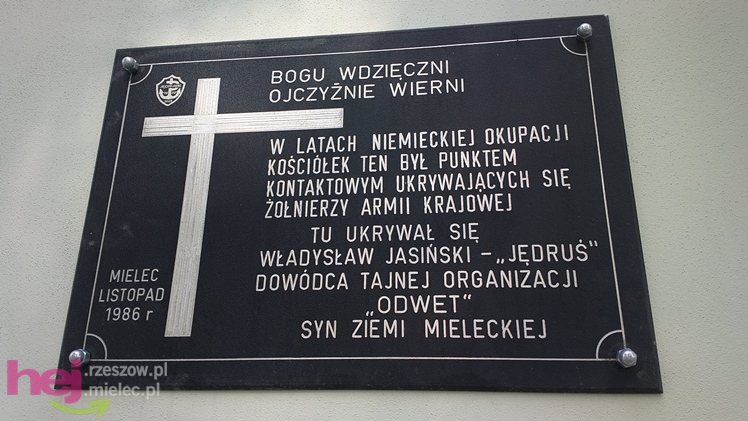 BOGU WDZIĘCZNI
OJCZYŹNIE WIERNI
W LATACH NIEMIECKIEJ OKUPACJI
KOŚCIÓŁEK TEN BYŁ PUNKTEM
KONTAKTOWYM UKRYWAJĄCYCH SIĘ
ŻOŁNIERZY ARMII KRAJOWEJ
TU UKRYWAŁ SIĘ
WŁADYSŁAW JASIŃSKI – „JĘDRUŚ"
DOWÓDCA TAJNEJ ORGANIZACJI
„ODWET"
SYN ZIEMI MIELECKIEJ
MIELEC
LISTOPAD
1986 r
hej.rzeszow.pl
.mielec.pl